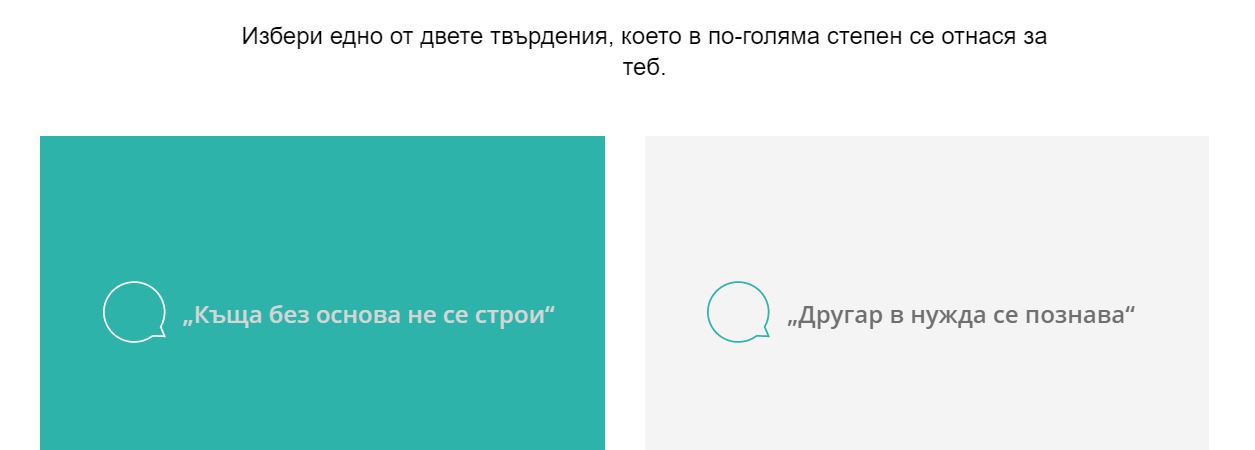 Избери едно от двете твърдения, което в по-голяма степен се отнася за
теб.
„Къща без основа не се строи“
„Другар в нужда се познава“